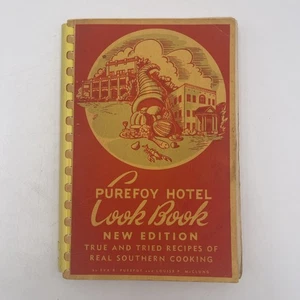 PUREFOY HOTEL
Cook Book
NEW EDITION
TRUE AND TRIED RECIPES OF
REAL SOUTHERN COOKING